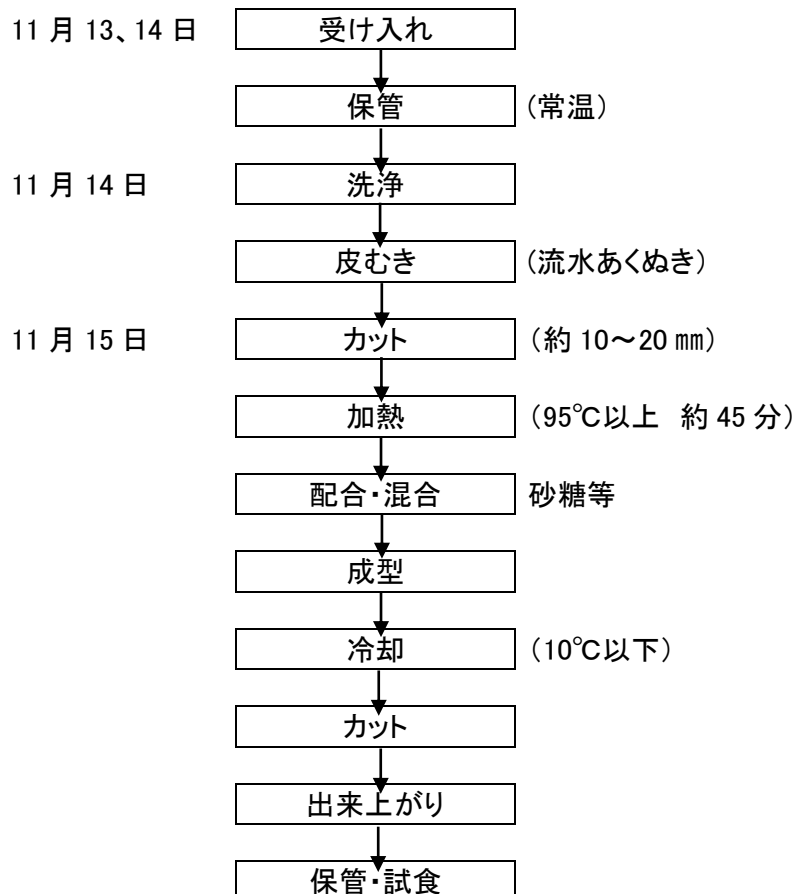 11 月 13、14 日 受け入れ
保管 (常温)
11 月 14 日 洗浄
皮むき (流水あくぬき)
11 月 15 日 カット (約 10～20 ㎜)
加熱 (95℃以上 約 45 分)
配合・混合 砂糖等
成型
冷却 (10℃以下)
カット
出来上がり
保管・試食